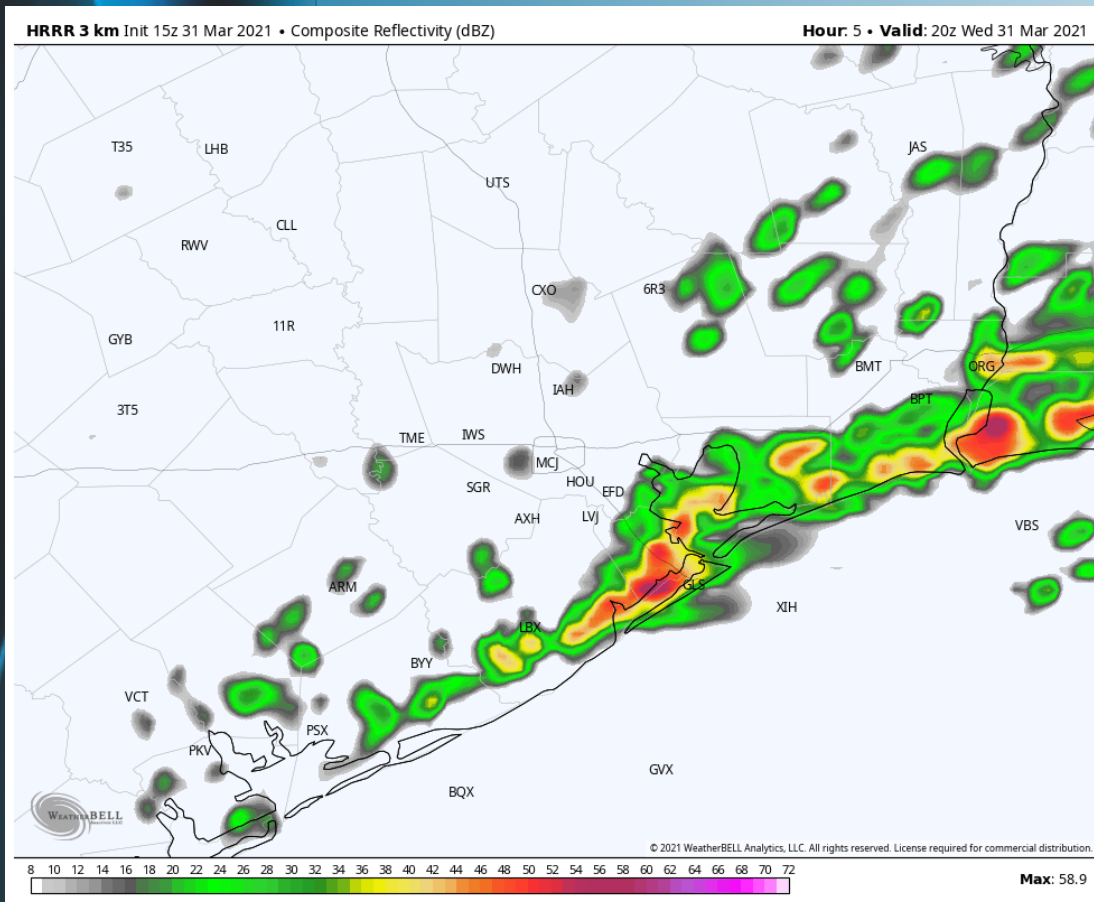 HRRR 3 km Init 15z 31 Mar 2021 • Composite Reflectivity (dBZ) Hour: 5 • Valid: 20z Wed 31 Mar 2021
T35 LHB JAS
UTS
CLL
RWV
CXO 6R3
11R
GYB
DWH BMT ORG
IAH
3T5 BPT
TME IWS
MCJ
HOU
SGR EFD
AXH LVJ VBS
ARM GLS
XIH
LBX
BYY
VCT
PSX
PKV
GVX
BQX
WEATHERBELL
Analytics LLC
© 2021 WeatherBELL Analytics, LLC. All rights reserved. License required for commercial distribution.
8 10 12 14 16 18 20 22 24 26 28 30 32 34 36 38 40 42 44 46 48 50 52 54 56 58 60 62 64 66 68 70 72
Max: 58.9